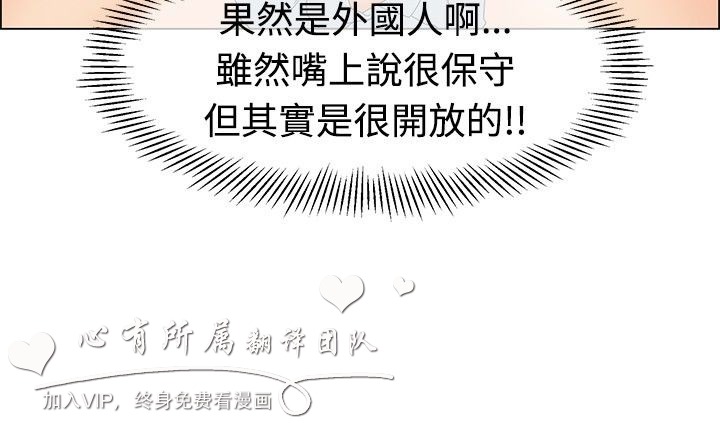 果然是外國人啊...
雖然嘴上說很保守
但其實是很開放的!!
心有所属翻译团队
加入VIP，终身免费看漫画